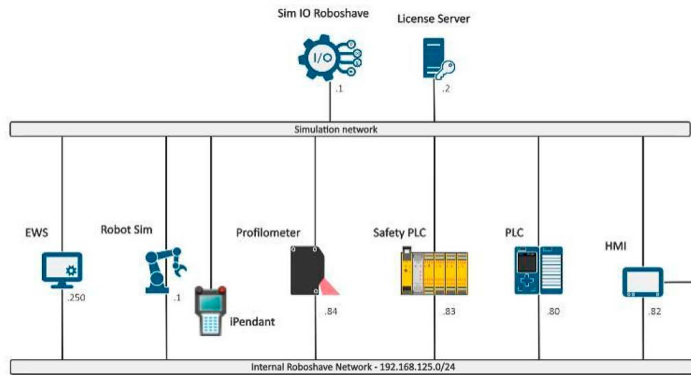 Sim IO Roboshave
License Server
I/O
.1
.2
Simulation network
EWS
Robot Sim
Profilometer
Safety PLC
PLC
HMI
.250
.1
iPendant
.84
.83
.80
.82
Internal Roboshave Network - 192.168.125.0/24